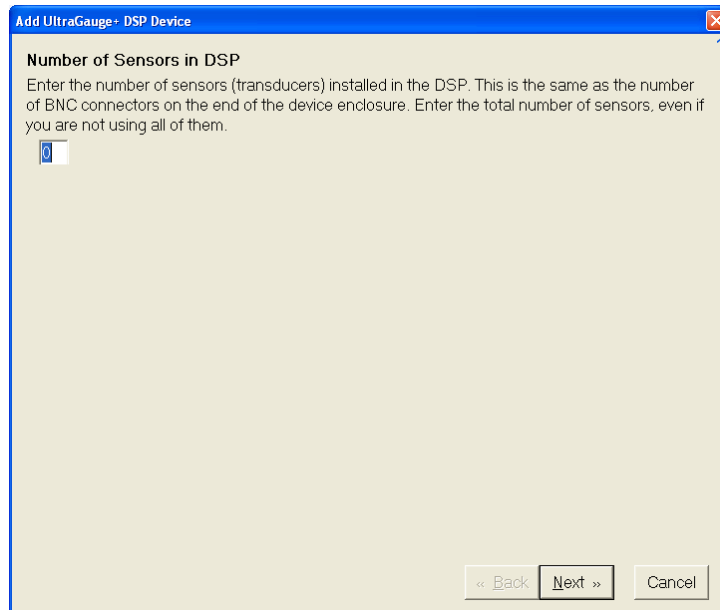 Add UltraGauge+ DSP Device
Number of Sensors in DSP
Enter the number of sensors (transducers) installed in the DSP. This is the same as the number
of BNC connectors on the end of the device enclosure. Enter the total number of sensors, even if
you are not using all of them.
0
« Back Next » Cancel